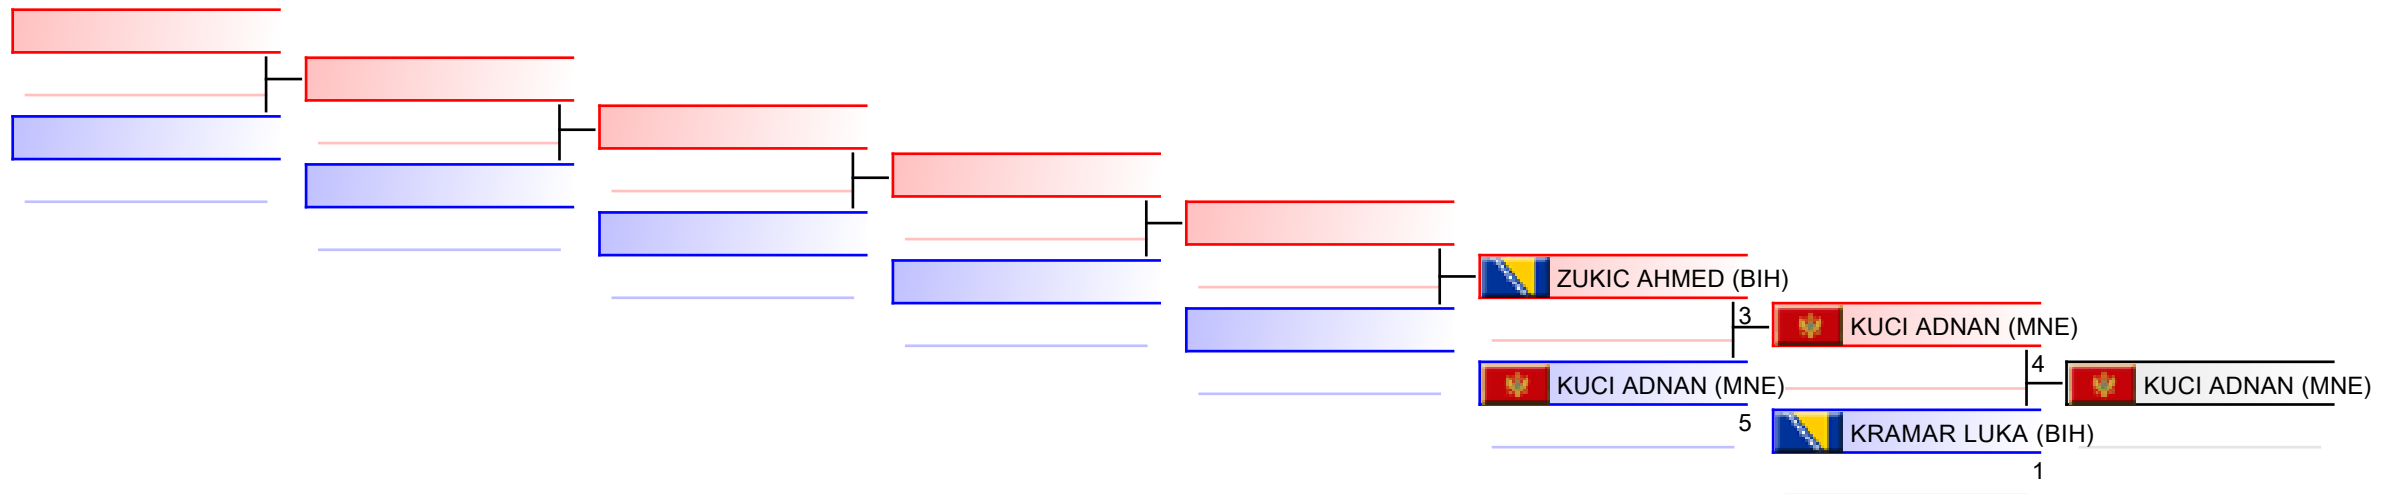 ZUKIC AHMED (BIH)
3
KUCI ADNAN (MNE)
5
KUCI ADNAN (MNE)
4
KRAMAR LUKA (BIH)
1
KUCI ADNAN (MNE)